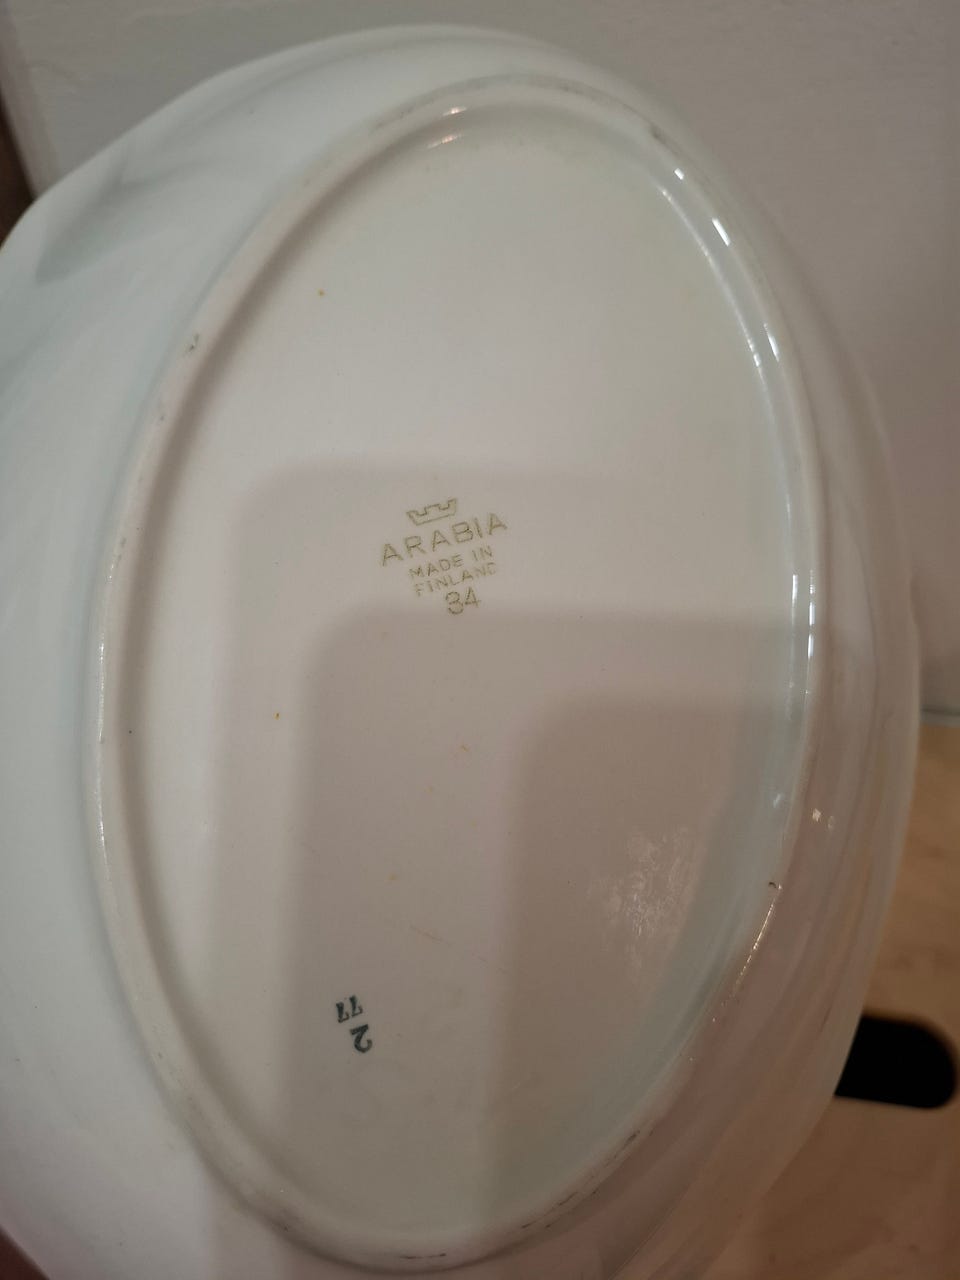 ARABIA
MADE IN
FINLAND
34
2
77